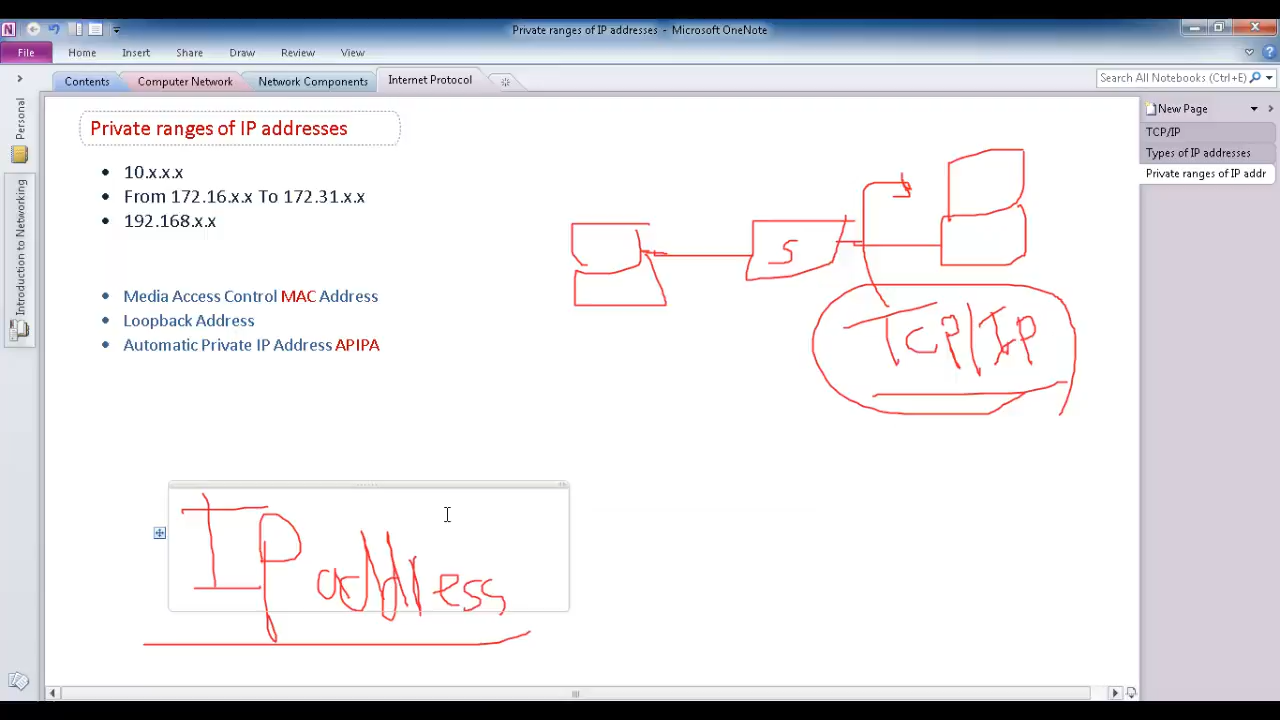 Private ranges of IP addresses - Microsoft OneNote
File Home Insert Share Draw Review View
Contents Computer Network Network Components Internet Protocol
Search All Notebooks (Ctrl+E)
Personal
Introduction to Networking
New Page
TCP/IP
Types of IP addresses
Private ranges of IP addr
Private ranges of IP addresses
• 10.x.x.x
• From 172.16.x.x To 172.31.x.x
• 192.168.x.x
• Media Access Control MAC Address
• Loopback Address
• Automatic Private IP Address APIPA
S
TCP/IP
IP address